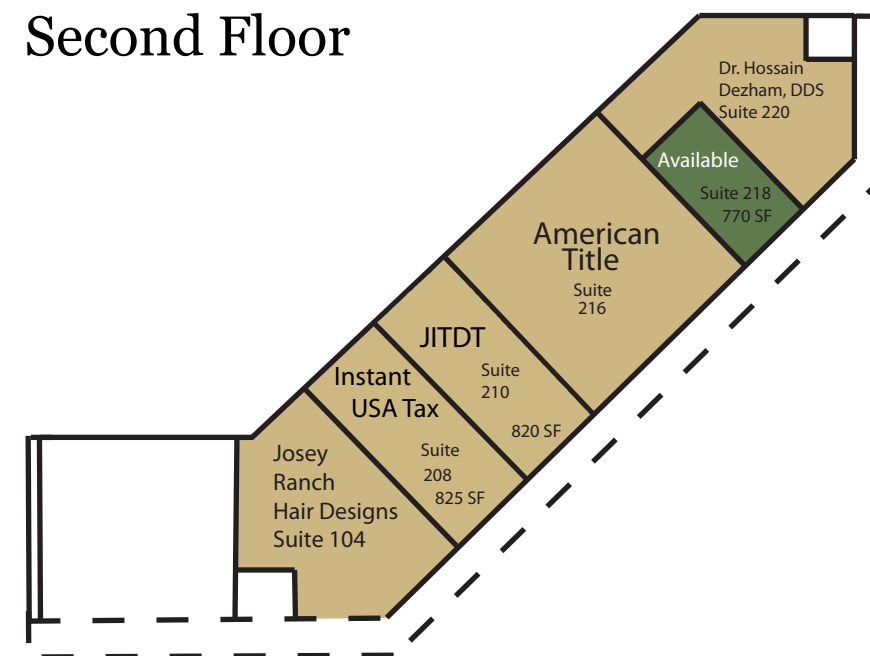 Second Floor
Dr. Hossain
Dezham, DDS
Suite 220
Available
Suite 218
770 SF
American
Title
Suite
216
JITDT
Suite
210
820 SF
Instant
USA Tax
Suite
208
825 SF
Josey
Ranch
Hair Designs
Suite 104